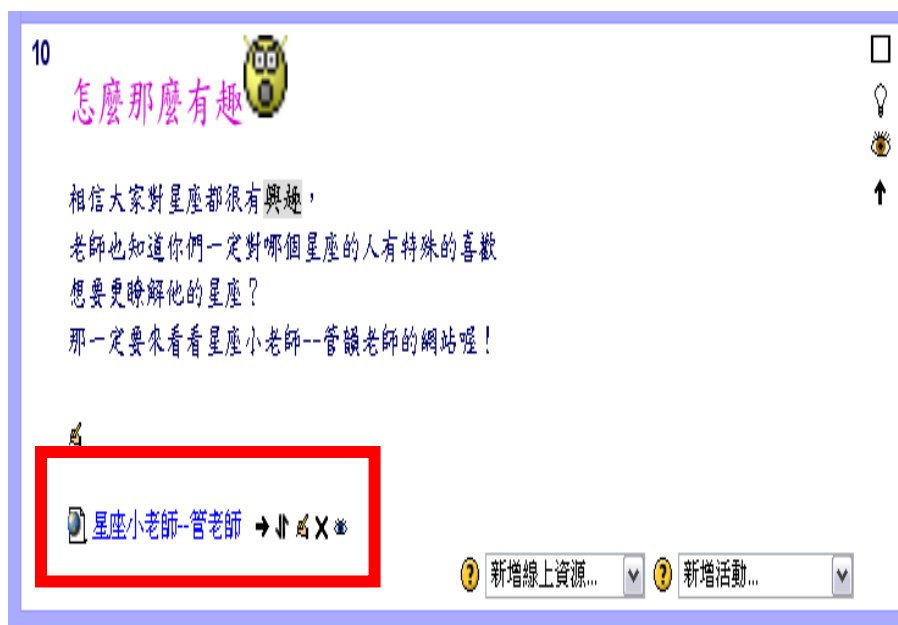 10
怎麼那麼有趣
相信大家對星座都很有興趣，
老師也知道你們一定對哪個星座的人有特殊的喜歡
想要更瞭解他的星座？
那一定要來看看星座小老師--管韻老師的網站喔！
星座小老師--管老師
新增線上資源... 新增活動...